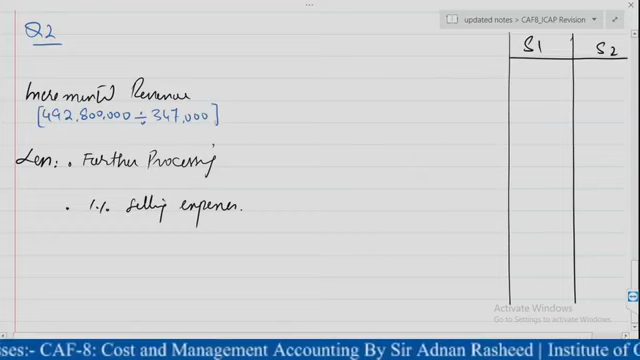 updated notes > CAF8_ICAP Revision
Q2
S1 S2
Incremental Revenue
[492,800,000 ÷ 347,000]
Less: • Further Processing
• 1% Selling expenses.
Activate Windows
Go to Settings to activate Windows.
sses:- CAF-8: Cost and Management Accounting By Sir Adnan Rasheed | Institute of C